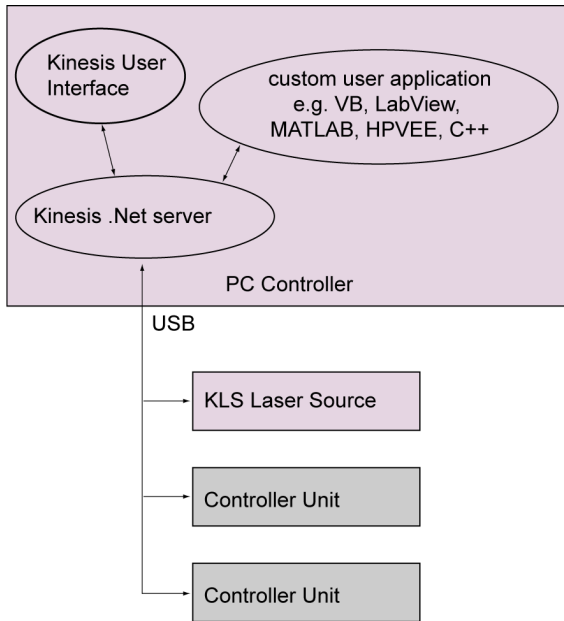 Kinesis User
Interface
custom user application
e.g. VB, LabView,
MATLAB, HPVEE, C++
Kinesis .Net server
PC Controller
USB
KLS Laser Source
Controller Unit
Controller Unit